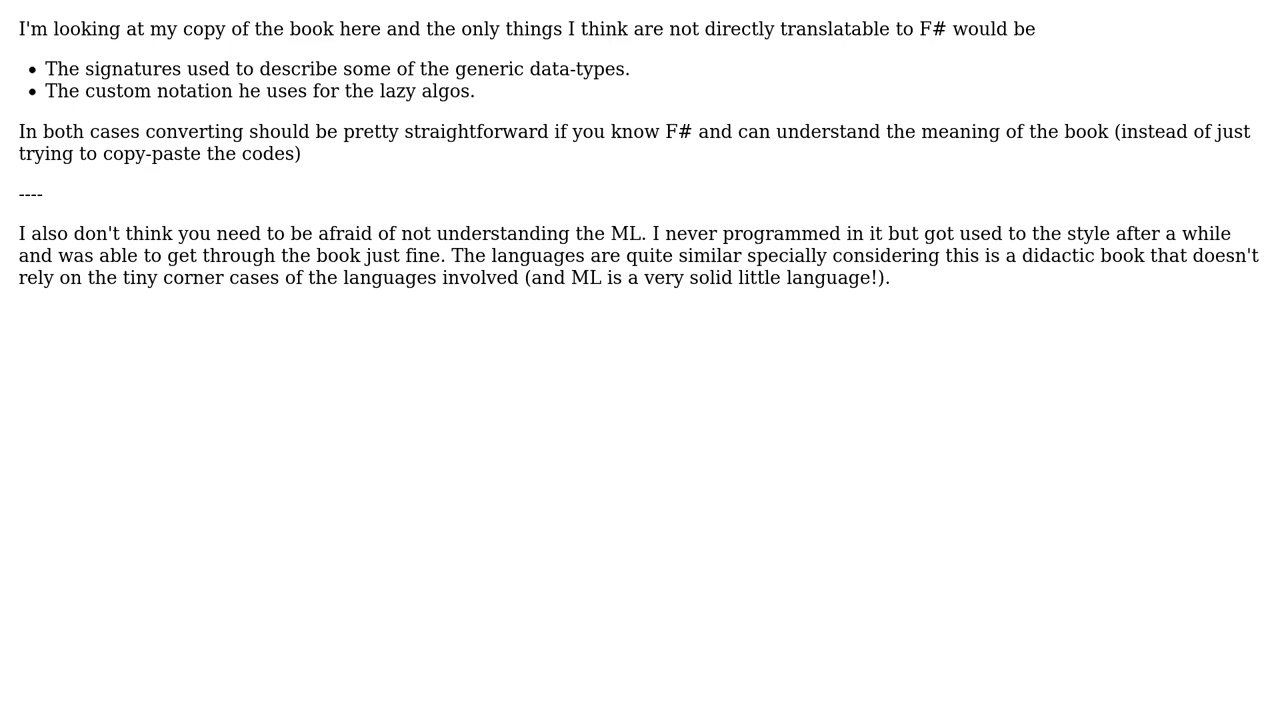 I'm looking at my copy of the book here and the only things I think are not directly translatable to F# would be
• The signatures used to describe some of the generic data-types.
• The custom notation he uses for the lazy algos.
In both cases converting should be pretty straightforward if you know F# and can understand the meaning of the book (instead of just
trying to copy-paste the codes)
----
I also don't think you need to be afraid of not understanding the ML. I never programmed in it but got used to the style after a while
and was able to get through the book just fine. The languages are quite similar specially considering this is a didactic book that doesn't
rely on the tiny corner cases of the languages involved (and ML is a very solid little language!).